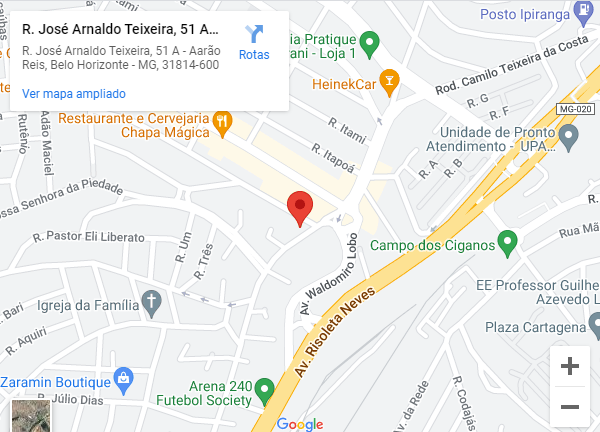 R. José Arnaldo Teixeira, 51 A...
R. José Arnaldo Teixeira, 51 A - Aarão
Reis, Belo Horizonte - MG, 31814-600
Ver mapa ampliado
Rotas
Posto Ipiranga
ia Pratique
ani - Loja 1
Rod. Camilo Teixeira da Costa
HeinekCar
R. G
R. F
MG-020
Restaurante e Cervejaria
Chapa Mágica
R. Itami
R. Itapoá
Unidade de Pronto
Atendimento - UPA...
R. A
R. B
Rutênio
Adão Maciel
ossa Senhora da Piedade
R. Pastor Eli Liberato
R. Um
R. Três
Campo dos Ciganos
Rua Mã
Av. Waldomiro Lobo
Av. Risoleta Neves
EE Professor Guilhe
Azevedo L
Igreja da Família
Bari
R. Aquiri
Plaza Cartagena
Zaramin Boutique
R. Júlio Dias
Arena 240
Futebol Society
Av. da Rede
R. Codajás
Google
+
−